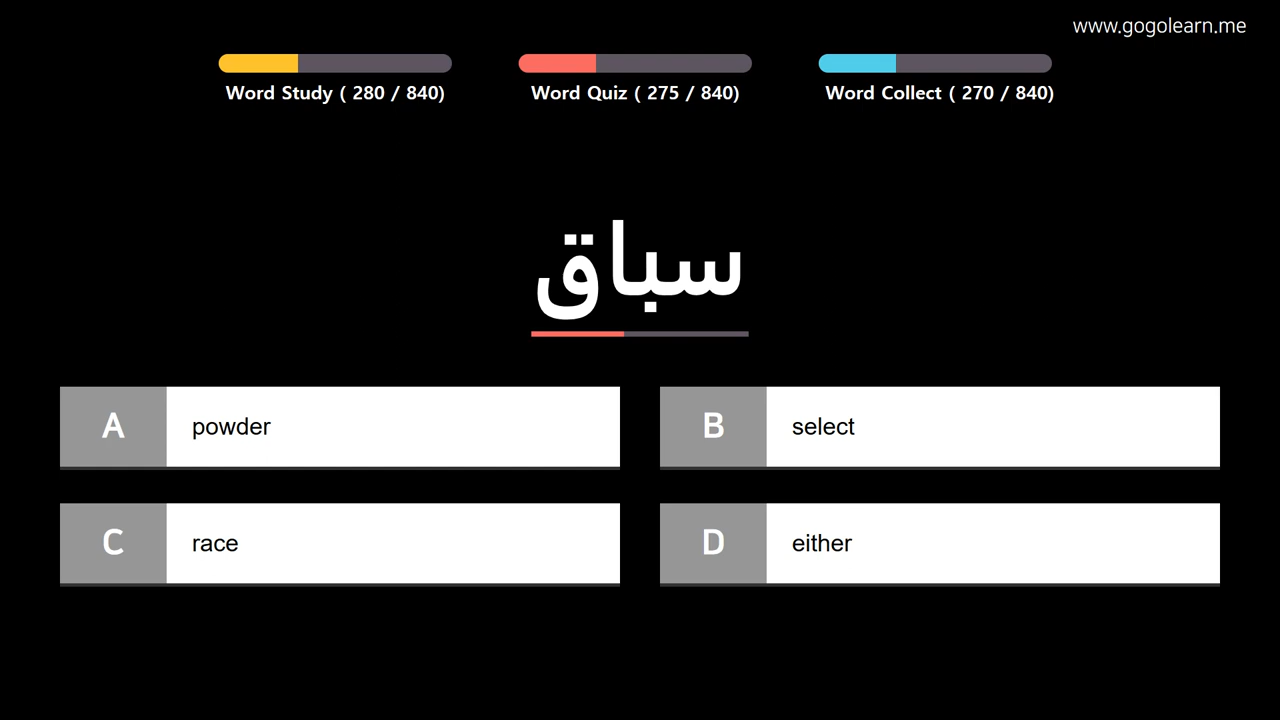 www.gogolearn.me
Word Study ( 280 / 840)
Word Quiz ( 275 / 840)
Word Collect ( 270 / 840)
سباق
A powder
B select
C race
D either